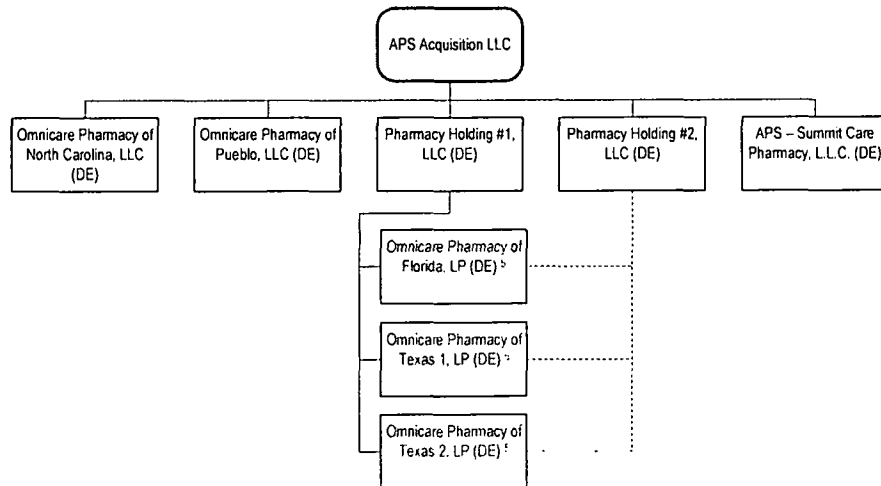 APS Acquisition LLC
Omnicare Pharmacy of
North Carolina, LLC
(DE)
Omnicare Pharmacy of
Pueblo, LLC (DE)
Pharmacy Holding #1,
LLC (DE)
Pharmacy Holding #2,
LLC (DE)
APS – Summit Care
Pharmacy, L.L.C. (DE)
Omnicare Pharmacy of
Florida, LP (DE) 5
Omnicare Pharmacy of
Texas 1, LP (DE)
Omnicare Pharmacy of
Texas 2, LP (DE)